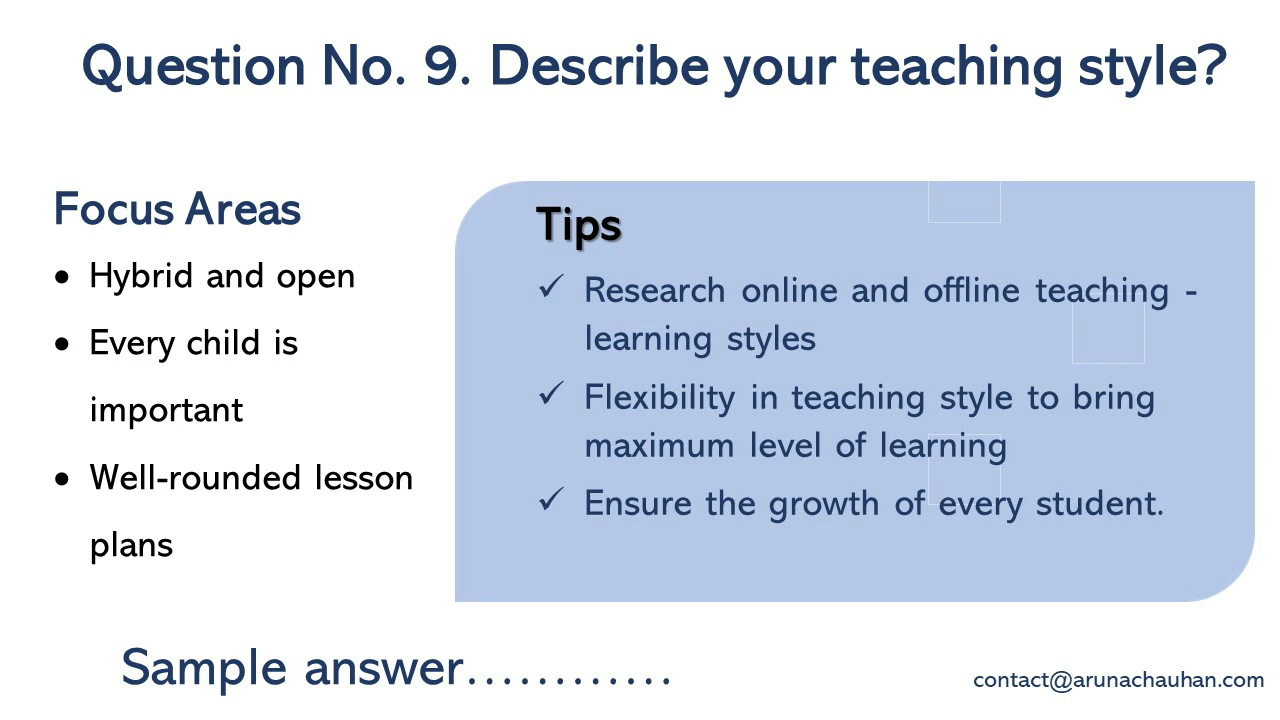 Question No. 9. Describe your teaching style?
Focus Areas
• Hybrid and open
• Every child is
important
• Well-rounded lesson
plans
Tips
✓ Research online and offline teaching -
learning styles
✓ Flexibility in teaching style to bring
maximum level of learning
✓ Ensure the growth of every student.
Sample answer............
contact@arunachauhan.com